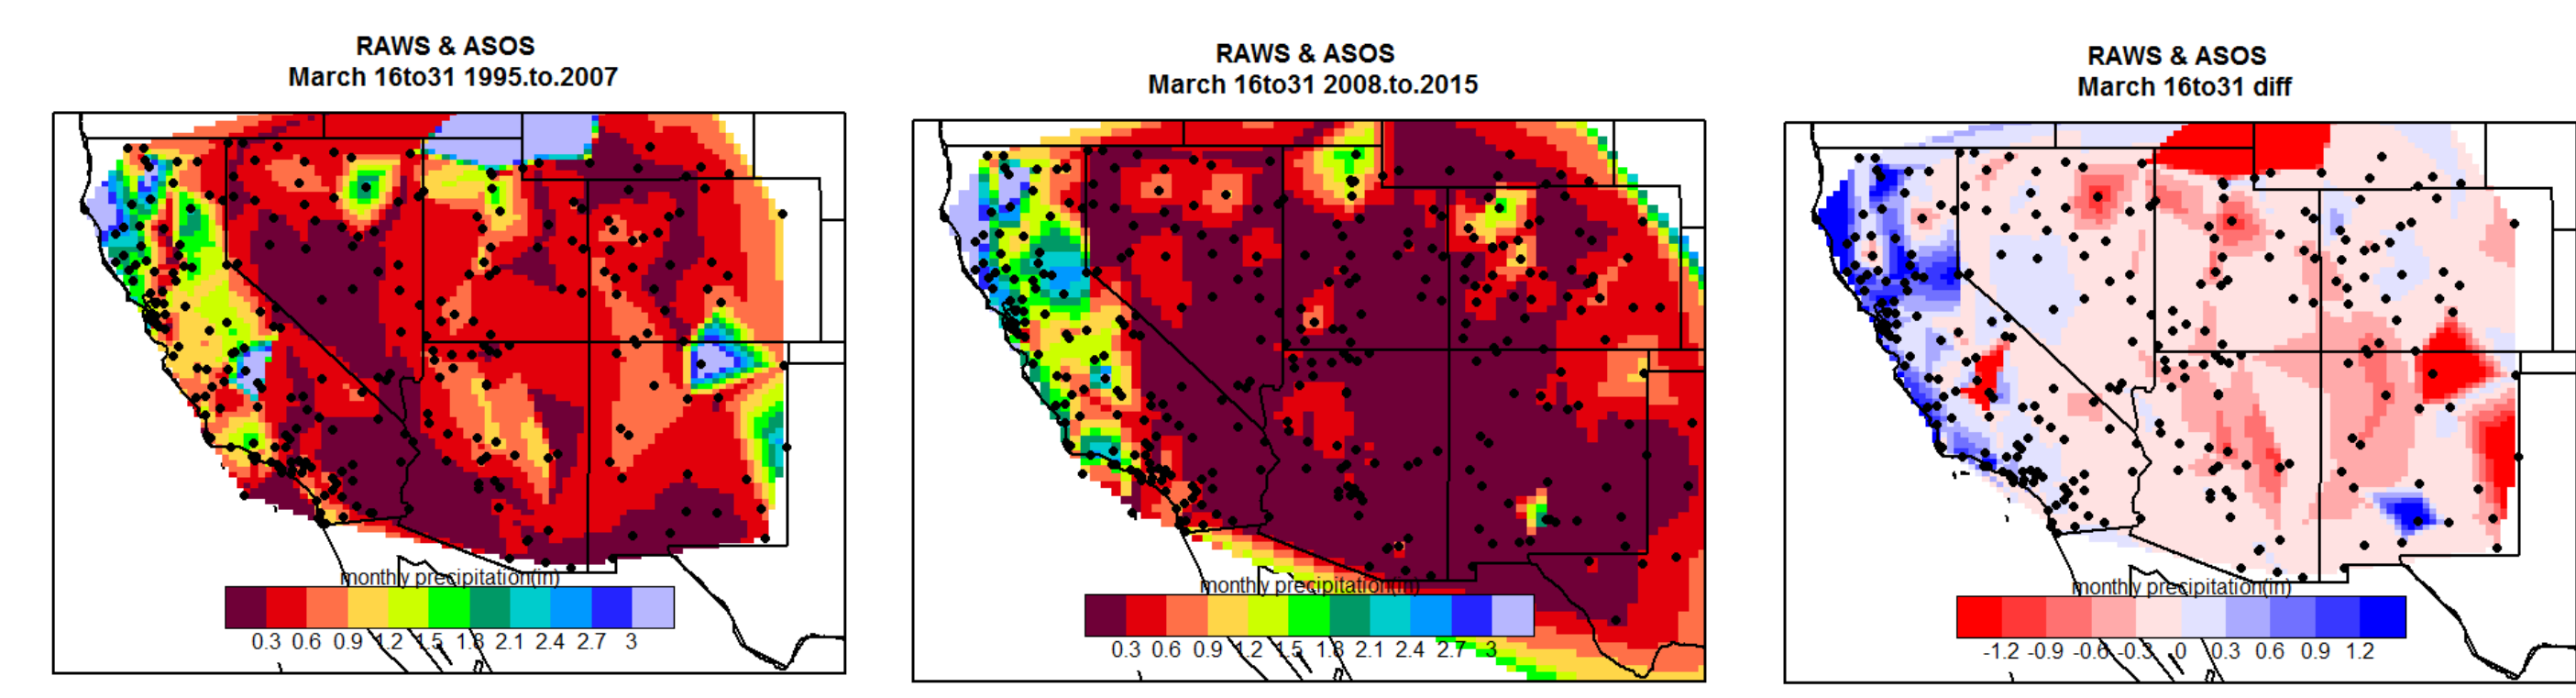 RAWS & ASOS
March 16to31 1995.to.2007
monthly precipitation(in)
0.3 0.6 0.9 1.2 1.5 1.8 2.1 2.4 2.7 3
RAWS & ASOS
March 16to31 2008.to.2015
monthly precipitation(in)
0.3 0.6 0.9 1.2 1.5 1.8 2.1 2.4 2.7 3
RAWS & ASOS
March 16to31 diff
monthly precipitation(in)
-1.2 -0.9 -0.6 -0.3 0 0.3 0.6 0.9 1.2